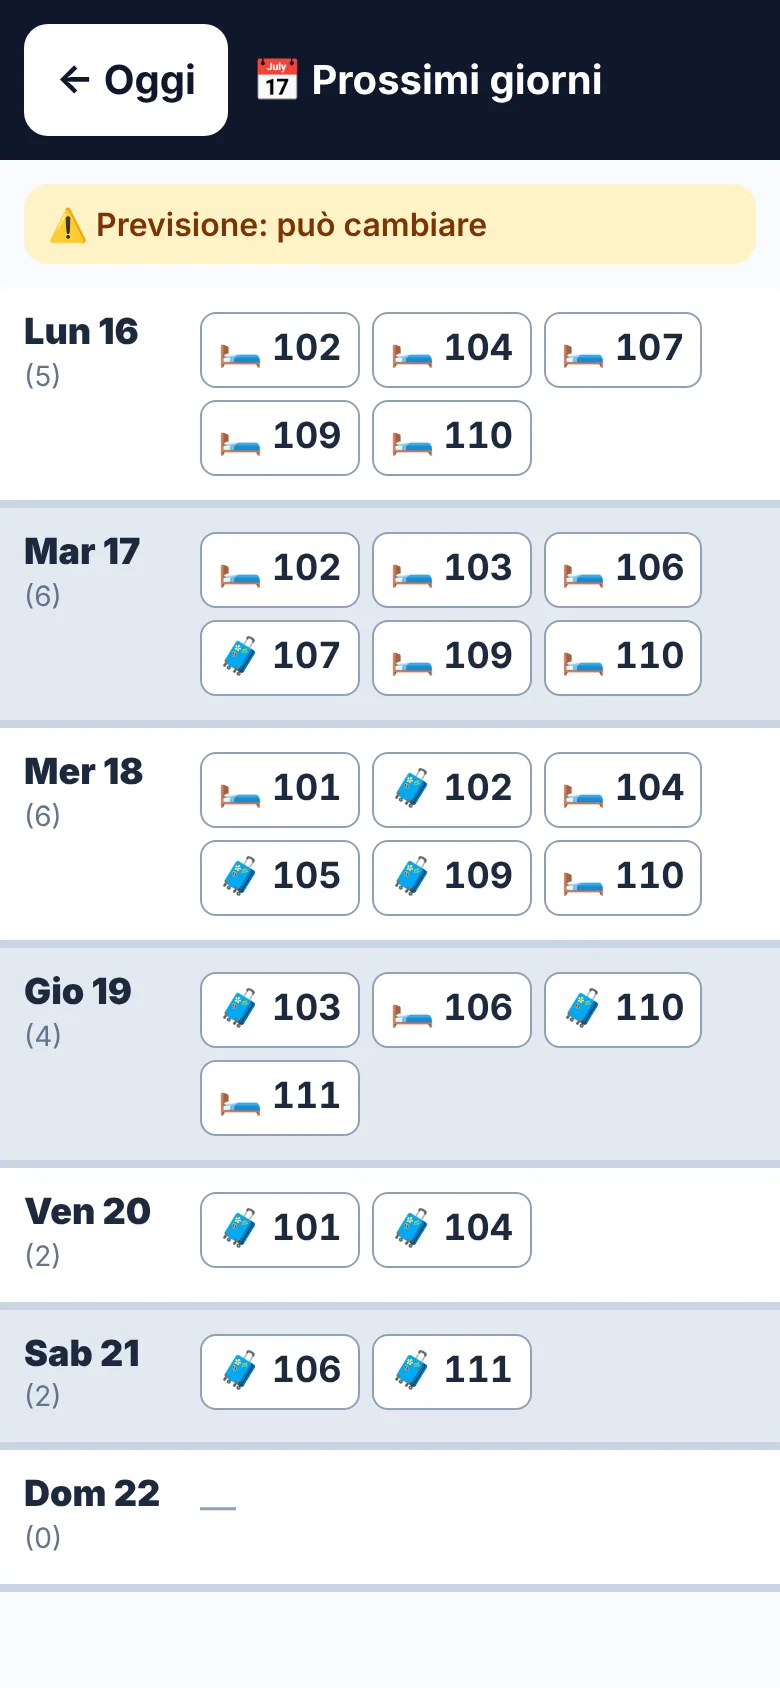 ← Oggi 📅 Prossimi giorni
⚠️ Previsione: può cambiare
Lun 16
(5)
🛏️ 102 🛏️ 104 🛏️ 107
🛏️ 109 🛏️ 110
Mar 17
(6)
🛏️ 102 🛏️ 103 🛏️ 106
🧳 107 🛏️ 109 🛏️ 110
Mer 18
(6)
🛏️ 101 🧳 102 🛏️ 104
🧳 105 🧳 109 🛏️ 110
Gio 19
(4)
🧳 103 🛏️ 106 🧳 110
🛏️ 111
Ven 20
(2)
🧳 101 🧳 104
Sab 21
(2)
🧳 106 🧳 111
Dom 22
(0)
—